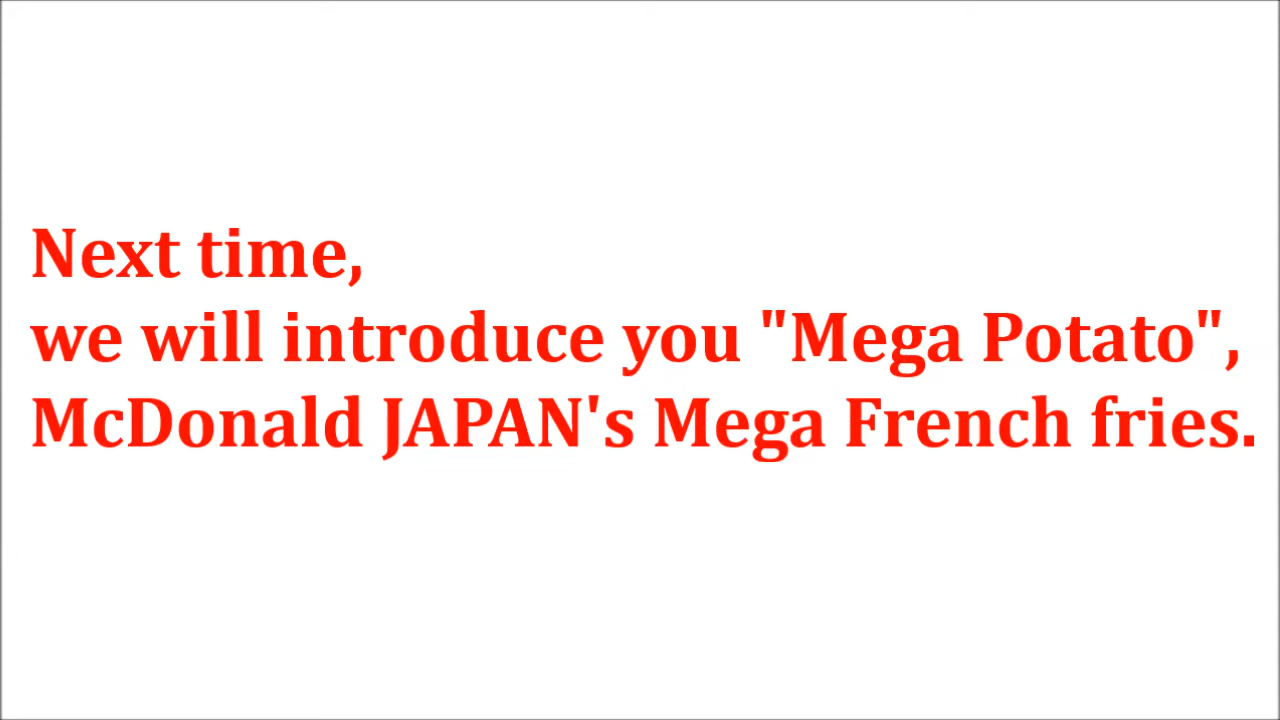 Next time,
we will introduce you "Mega Potato",
McDonald JAPAN's Mega French fries.